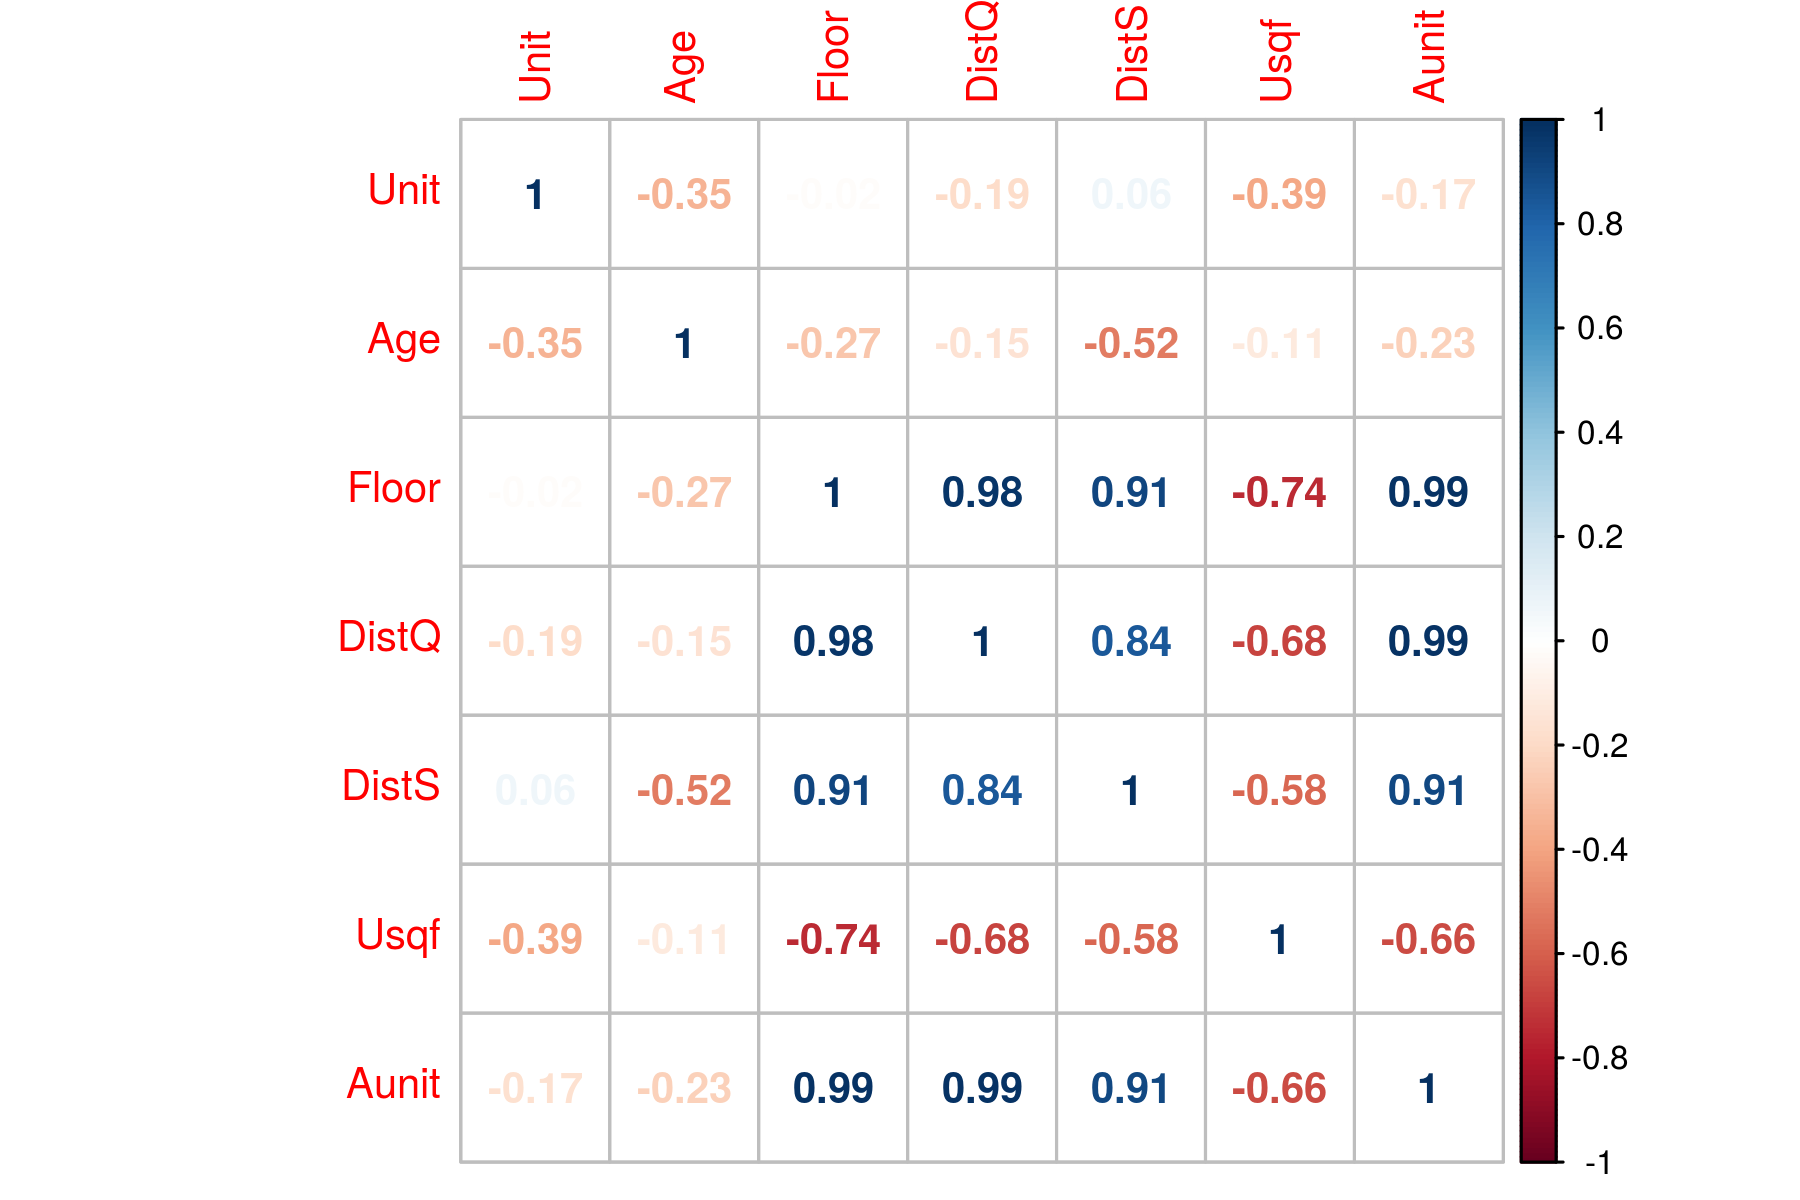 Unit Age Floor DistQ DistS Usqf Aunit
Unit 1 -0.35 -0.02 -0.19 0.06 -0.39 -0.17
Age -0.35 1 -0.27 -0.15 -0.52 -0.11 -0.23
Floor -0.02 -0.27 1 0.98 0.91 -0.74 0.99
DistQ -0.19 -0.15 0.98 1 0.84 -0.68 0.99
DistS 0.06 -0.52 0.91 0.84 1 -0.58 0.91
Usqf -0.39 -0.11 -0.74 -0.68 -0.58 1 -0.66
Aunit -0.17 -0.23 0.99 0.99 0.91 -0.66 1
1
0.8
0.6
0.4
0.2
0
-0.2
-0.4
-0.6
-0.8
-1